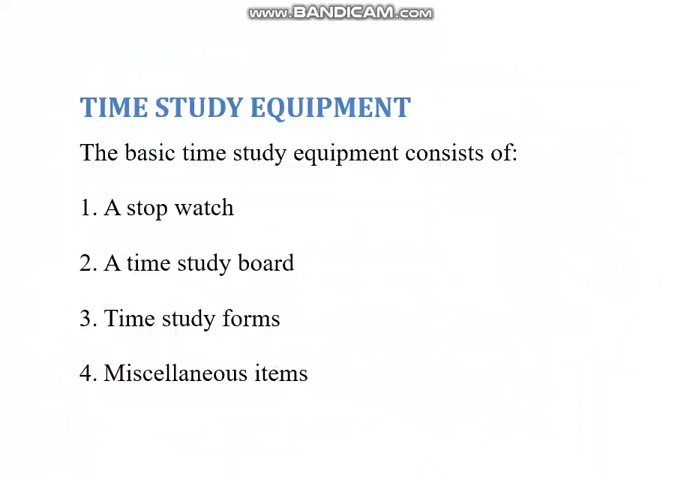 www.BANDICAM.com
TIME STUDY EQUIPMENT
The basic time study equipment consists of:
1. A stop watch
2. A time study board
3. Time study forms
4. Miscellaneous items